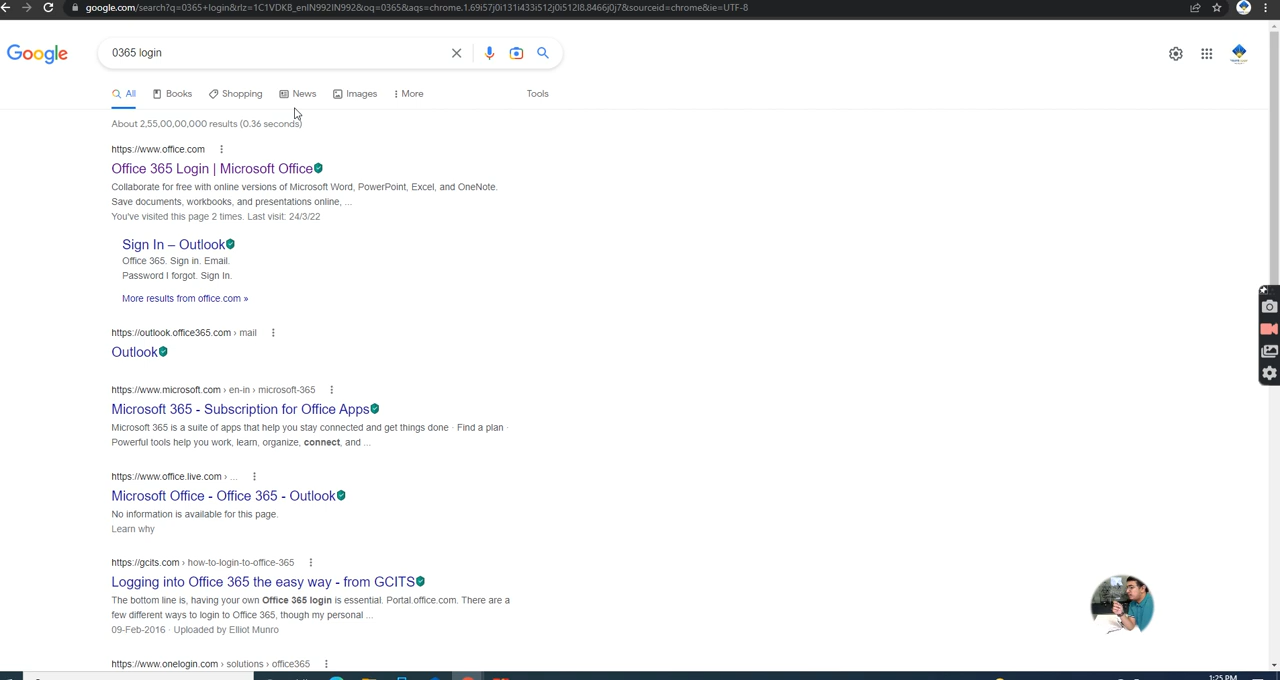 google.com/search?q=0365+login&rlz=1C1VDKB_enIN992IN992&oq=0365&aqs=chrome.1.69i57j0i131i433i512j0i512l8.8466j0j7&sourceid=chrome&ie=UTF-8
Google
0365 login
All Books Shopping News Images More Tools
About 2,55,00,00,000 results (0.36 seconds)
https://www.office.com
Office 365 Login | Microsoft Office
Collaborate for free with online versions of Microsoft Word, PowerPoint, Excel, and OneNote.
Save documents, workbooks, and presentations online, ...
You've visited this page 2 times. Last visit: 24/3/22
Sign In – Outlook
Office 365. Sign in. Email.
Password I forgot. Sign In.
More results from office.com »
https://outlook.office365.com › mail
Outlook
https://www.microsoft.com › en-in › microsoft-365
Microsoft 365 - Subscription for Office Apps
Microsoft 365 is a suite of apps that help you stay connected and get things done · Find a plan ·
Powerful tools help you work, learn, organize, connect, and ...
https://www.office.live.com › ...
Microsoft Office - Office 365 - Outlook
No information is available for this page.
Learn why
https://gcits.com › how-to-login-to-office-365
Logging into Office 365 the easy way - from GCITS
The bottom line is, having your own Office 365 login is essential. Portal.office.com. There are a
few different ways to login to Office 365, though my personal ...
09-Feb-2016 · Uploaded by Elliot Munro
https://www.onelogin.com › solutions › office365
1:25 PM